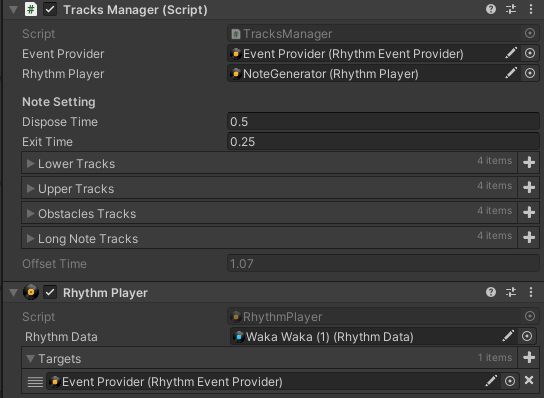 Tracks Manager (Script)
Script TracksManager
Event Provider Event Provider (Rhythm Event Provider)
Rhythm Player NoteGenerator (Rhythm Player)
Note Setting
Dispose Time 0.5
Exit Time 0.25
Lower Tracks 4 items
Upper Tracks 4 items
Obstacles Tracks 4 items
Long Note Tracks 4 items
Offset Time 1.07
Rhythm Player
Script RhythmPlayer
Rhythm Data Waka Waka (1) (Rhythm Data)
Targets 1 items
Event Provider (Rhythm Event Provider)